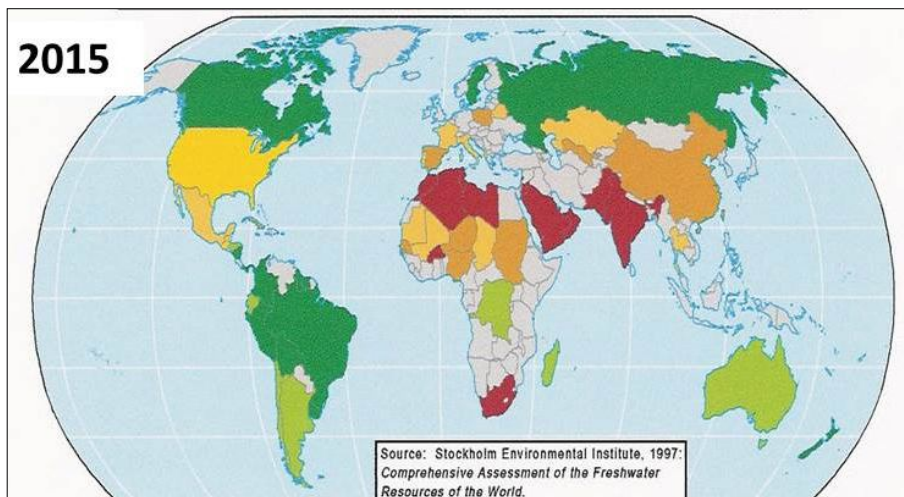 2015
Source: Stockholm Environmental Institute, 1997:
Comprehensive Assessment of the Freshwater
Resources of the World.